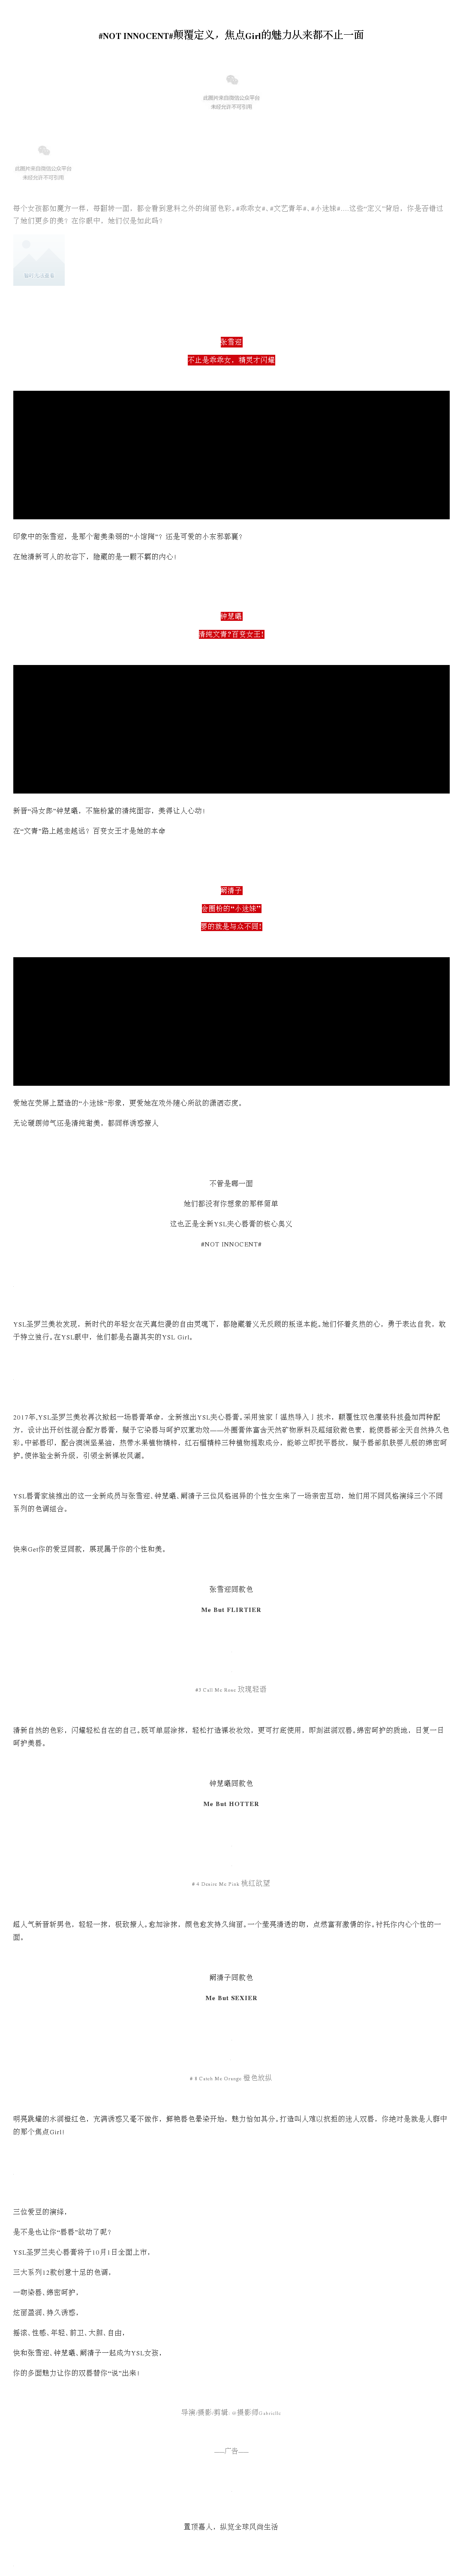 #NOT INNOCENT#颠覆定义，焦点Girl的魅力从来都不止一面
此图片来自微信公众平台
未经允许不可引用
此图片来自微信公众平台
未经允许不可引用
每个女孩都如魔方一样，每翻转一面，都会看到意料之外的绚丽色彩。#乖乖女#、#文艺青年#、#小迷妹#....这些“定义”背后，你是否错过
了她们更多的美？在你眼中，她们仅是如此吗？
张雪迎
不止是乖乖女，精灵才闪耀
印象中的张雪迎，是那个甜美柔弱的“小馆陶”？还是可爱的小东邪郭襄？
在她清新可人的妆容下，隐藏的是一颗不羁的内心！
钟楚曦
清纯文青?百变女王!
新晋“冯女郎”钟楚曦，不施粉黛的清纯面容，美得让人心动！
在“文青”路上越走越远？百变女王才是她的本命
阚清子
会圈粉的“小迷妹”
要的就是与众不同!
爱她在荧屏上塑造的“小迷妹”形象，更爱她在戏外随心所欲的潇洒态度。
无论硬照帅气还是清纯甜美，都同样诱惑撩人
不管是哪一面
她们都没有你想象的那样简单
这也正是全新YSL夹心唇膏的核心奥义
#NOT INNOCENT#
YSL圣罗兰美妆发现，新时代的年轻女在天真烂漫的自由灵魂下，都隐藏着义无反顾的叛逆本能。她们怀着炙热的心，勇于表达自我，敢
于特立独行。在YSL眼中，他们都是名副其实的YSL Girl。
2017年,YSL圣罗兰美妆再次掀起一场唇膏革命，全新推出YSL夹心唇膏。采用独家「温热导入」技术，颠覆性双色灌装科技叠加两种配
方，设计出开创性混合配方唇膏，赋予它染唇与呵护双重功效——外圈膏体富含天然矿物原料及超细致微色素，能使唇部全天自然持久色
彩。中部唇印，配合澳洲坚果油，热带水果植物精粹、红石榴精粹三种植物提取成分，能够立即抚平唇纹，赋予唇部肌肤婴儿般的绵密呵
护。使体验全新升级，引领全新裸妆风潮。
YSL唇膏家族推出的这一全新成员与张雪迎、钟楚曦、阚清子三位风格迥异的个性女生来了一场亲密互动，她们用不同风格演绎三个不同
系列的色调组合。
快来Get你的爱豆同款，展现属于你的个性和美。
张雪迎同款色
Me But FLIRTIER
#5 Call Me Rose 玫瑰轻语
清新自然的色彩，闪耀轻松自在的自己。既可单层涂抹，轻松打造裸妆妆效，更可打底使用，即刻滋润双唇。绵密呵护的质地，日复一日
呵护美唇。
钟楚曦同款色
Me But HOTTER
# 4 Desire Me Pink 桃红欲望
超人气新晋斩男色，轻轻一抹，极致撩人。愈加涂抹，颜色愈发持久绚丽。一个莹亮清透的吻，点燃富有激情的你。衬托你内心个性的一
面。
阚清子同款色
Me But SEXIER
# 8 Catch Me Orange 橙色放纵
明亮跳耀的水润橙红色，充满诱惑又毫不做作，鲜艳唇色晕染开始，魅力恰如其分。打造叫人难以抗拒的迷人双唇，你绝对是就是人群中
的那个焦点Girl！
三位爱豆的演绎，
是不是也让你“唇唇”欲动了呢？
YSL圣罗兰夹心唇膏将于10月1日全面上市，
三大系列12款创意十足的色调，
一吻染唇、绵密呵护，
炫丽盈润、持久诱惑，
摇滚、性感、年轻、前卫、大胆、自由，
快和张雪迎、钟楚曦、阚清子一起成为YSL女孩，
你的多面魅力让你的双唇替你“说”出来！
导演/摄影/剪辑: @摄影师Gabrielle
——广告——
置顶嘉人，纵览全球风尚生活